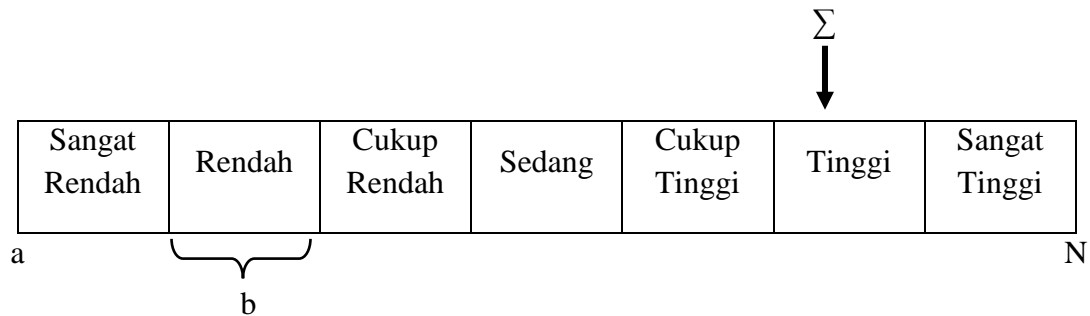 ∑
Sangat Rendah
Rendah
Cukup Rendah
Sedang
Cukup Tinggi
Tinggi
Sangat Tinggi
a
N
b